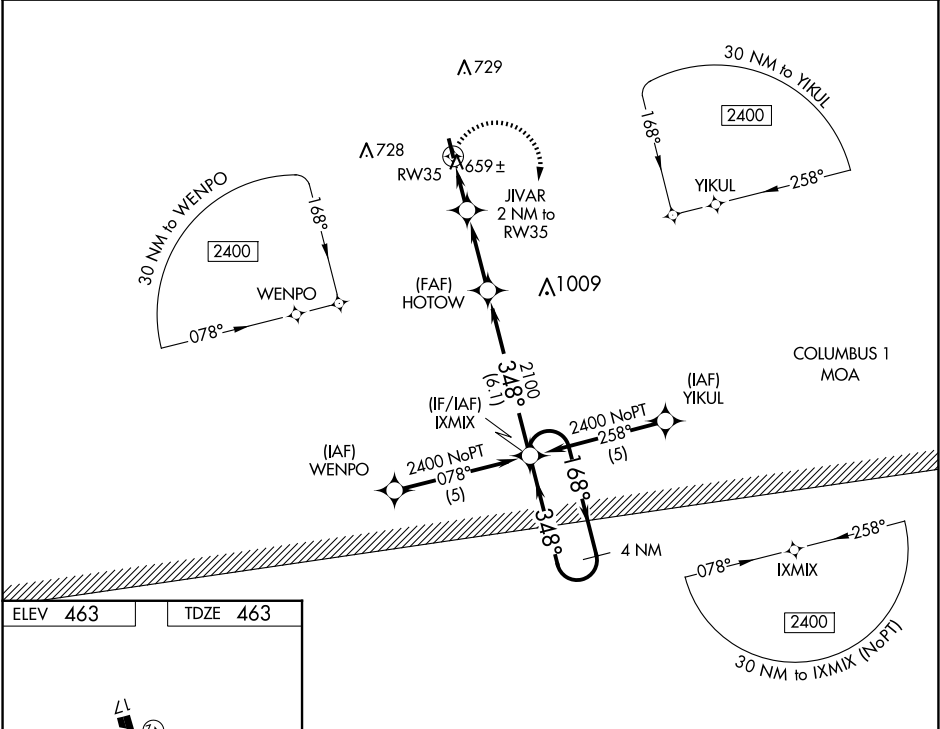 729
30 NM to YIKUL
2400
168°
258°
YIKUL
728
RW35
659±
JIVAR
2 NM to
RW35
30 NM to WENPO
168°
2400
WENPO
078°
(FAF)
HOTOW
1009
COLUMBUS 1
MOA
2100
348°
(6.1)
(IF/IAF)
IXMIX
(IAF)
YIKUL
2400 NoPT
258°
(5)
(IAF)
WENPO
2400 NoPT
078°
(5)
168°
348°
4 NM
078°
258°
IXMIX
2400
30 NM to IXMIX (NoPT)
ELEV 463
TDZE 463
17